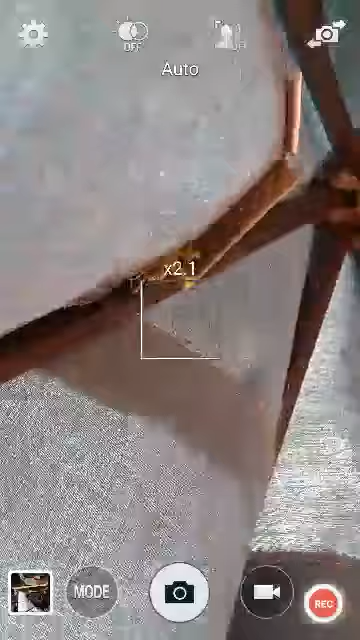 OFF
Auto
x2.1
MODE
REC